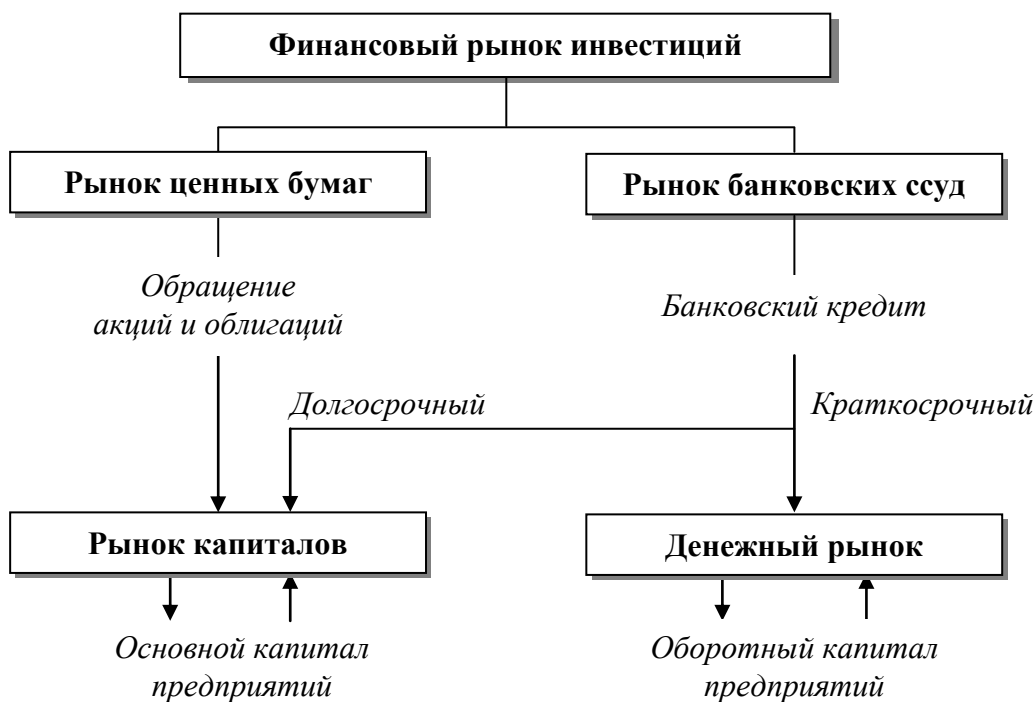 Финансовый рынок инвестиций
Рынок ценных бумаг
Рынок банковских ссуд
Обращение
акций и облигаций
Банковский кредит
Долгосрочный
Краткосрочный
Рынок капиталов
Денежный рынок
Основной капитал
предприятий
Оборотный капитал
предприятий